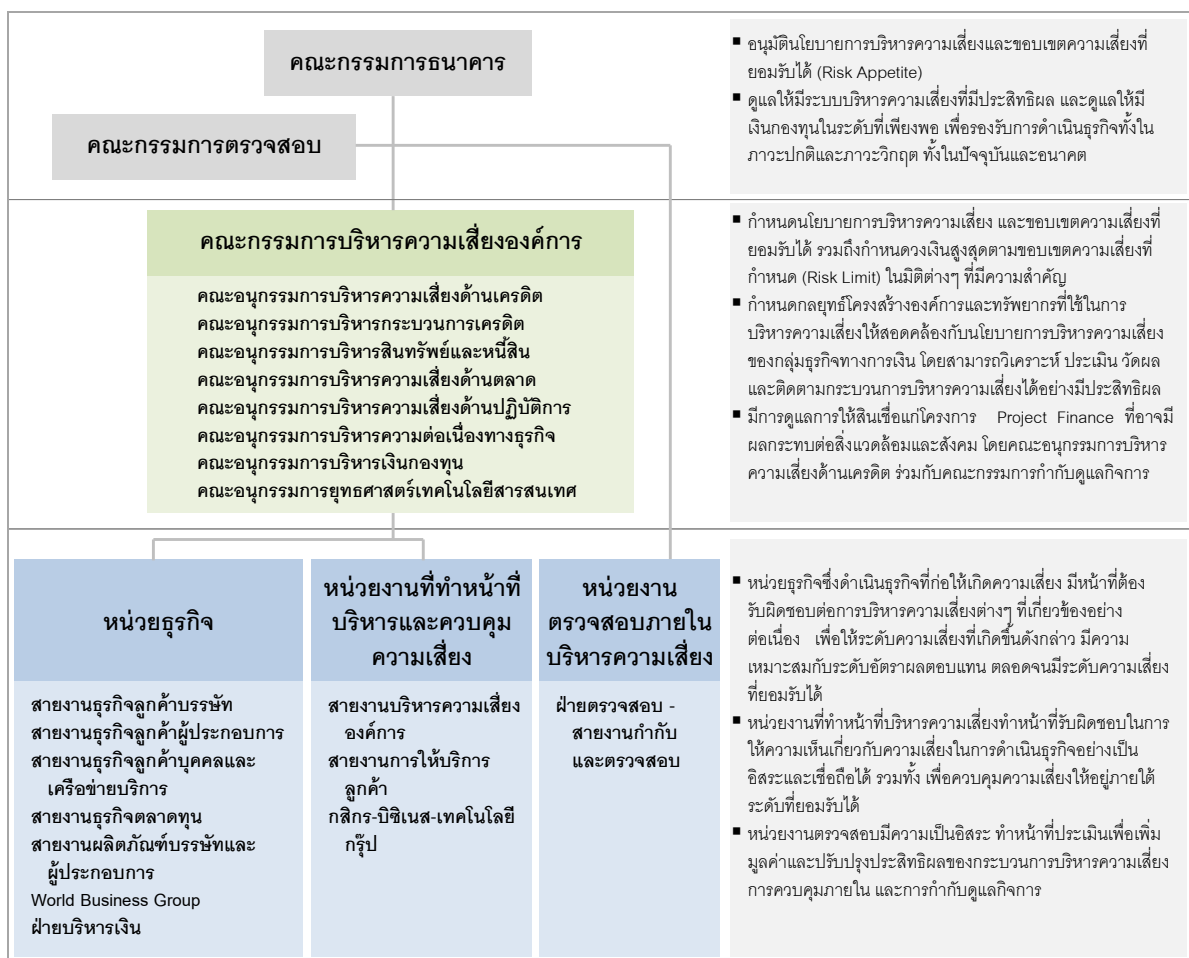 คณะกรรมการธนาคาร
คณะกรรมการตรวจสอบ
▪ อนุมัตินโยบายการบริหารความเสี่ยงและขอบเขตความเสี่ยงที่
ยอมรับได้ (Risk Appetite)
▪ ดูแลให้มีระบบบริหารความเสี่ยงที่มีประสิทธิผล และดูแลให้มี
เงินกองทุนในระดับที่เพียงพอ เพื่อรองรับการดำเนินธุรกิจทั้งใน
ภาวะปกติและภาวะวิกฤต ทั้งในปัจจุบันและอนาคต
คณะกรรมการบริหารความเสี่ยงองค์การ
คณะอนุกรรมการบริหารความเสี่ยงด้านเครดิต
คณะอนุกรรมการบริหารกระบวนการเครดิต
คณะอนุกรรมการบริหารสินทรัพย์และหนี้สิน
คณะอนุกรรมการบริหารความเสี่ยงด้านตลาด
คณะอนุกรรมการบริหารความเสี่ยงด้านปฏิบัติการ
คณะอนุกรรมการบริหารความต่อเนื่องทางธุรกิจ
คณะอนุกรรมการบริหารเงินกองทุน
คณะอนุกรรมการยุทธศาสตร์เทคโนโลยีสารสนเทศ
▪ กำหนดนโยบายการบริหารความเสี่ยง และขอบเขตความเสี่ยงที่
ยอมรับได้ รวมถึงกำหนดวงเงินสูงสุดตามขอบเขตความเสี่ยงที่
กำหนด (Risk Limit) ในมิติต่างๆ ที่มีความสำคัญ
▪ กำหนดกลยุทธ์โครงสร้างองค์การและทรัพยากรที่ใช้ในการ
บริหารความเสี่ยงให้สอดคล้องกับนโยบายการบริหารความเสี่ยง
ของกลุ่มธุรกิจทางการเงิน โดยสามารถวิเคราะห์ ประเมิน วัดผล
และติดตามกระบวนการบริหารความเสี่ยงได้อย่างมีประสิทธิผล
▪ มีการดูแลการให้สินเชื่อแก่โครงการ Project Finance ที่อาจมี
ผลกระทบต่อสิ่งแวดล้อมและสังคม โดยคณะอนุกรรมการบริหาร
ความเสี่ยงด้านเครดิต ร่วมกับคณะกรรมการกำกับดูแลกิจการ
หน่วยธุรกิจ
สายงานธุรกิจลูกค้าบรรษัท
สายงานธุรกิจลูกค้าผู้ประกอบการ
สายงานธุรกิจลูกค้าบุคคลและ
เครือข่ายบริการ
สายงานธุรกิจตลาดทุน
สายงานผลิตภัณฑ์บรรษัทและ
ผู้ประกอบการ
World Business Group
ฝ่ายบริหารเงิน
หน่วยงานที่ทำหน้าที่
บริหารและควบคุม
ความเสี่ยง
สายงานบริหารความเสี่ยง
องค์การ
สายงานการให้บริการ
ลูกค้า
กสิกร-บิซิเนส-เทคโนโลยี
กรุ๊ป
หน่วยงาน
ตรวจสอบภายใน
บริหารความเสี่ยง
ฝ่ายตรวจสอบ -
สายงานกำกับ
และตรวจสอบ
▪ หน่วยธุรกิจซึ่งดำเนินธุรกิจที่ก่อให้เกิดความเสี่ยง มีหน้าที่ต้อง
รับผิดชอบต่อการบริหารความเสี่ยงต่างๆ ที่เกี่ยวข้องอย่าง
ต่อเนื่อง เพื่อให้ระดับความเสี่ยงที่เกิดขึ้นดังกล่าว มีความ
เหมาะสมกับระดับอัตราผลตอบแทน ตลอดจนมีระดับความเสี่ยง
ที่ยอมรับได้
▪ หน่วยงานที่ทำหน้าที่บริหารความเสี่ยงทำหน้าที่รับผิดชอบในการ
ให้ความเห็นเกี่ยวกับความเสี่ยงในการดำเนินธุรกิจอย่างเป็น
อิสระและเชื่อถือได้ รวมทั้ง เพื่อควบคุมความเสี่ยงให้อยู่ภายใต้
ระดับที่ยอมรับได้
▪ หน่วยงานตรวจสอบมีความเป็นอิสระ ทำหน้าที่ประเมินเพื่อเพิ่ม
มูลค่าและปรับปรุงประสิทธิผลของกระบวนการบริหารความเสี่ยง
การควบคุมภายใน และการกำกับดูแลกิจการ